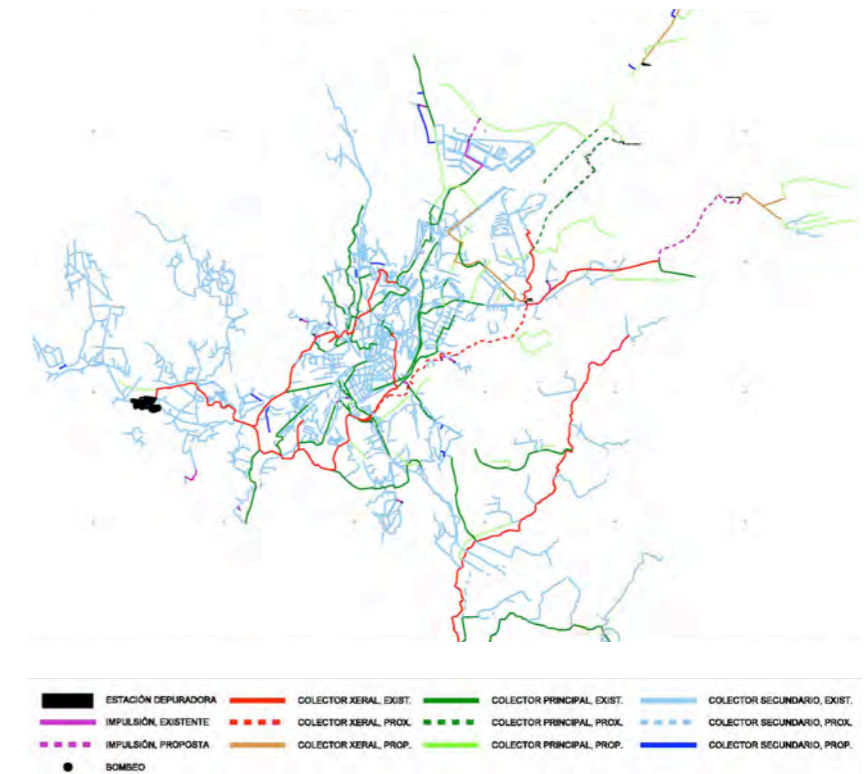 ESTACIÓN DEPURADORA
COLECTOR XERAL, EXIST.
COLECTOR PRINCIPAL, EXIST.
COLECTOR SECUNDARIO, EXIST.
IMPULSIÓN, EXISTENTE
COLECTOR XERAL, PROX.
COLECTOR PRINCIPAL, PROX.
COLECTOR SECUNDARIO, PROX.
IMPULSIÓN, PROPOSTA
COLECTOR XERAL, PROP.
COLECTOR PRINCIPAL, PROP.
COLECTOR SECUNDARIO, PROP.
BOMBEO